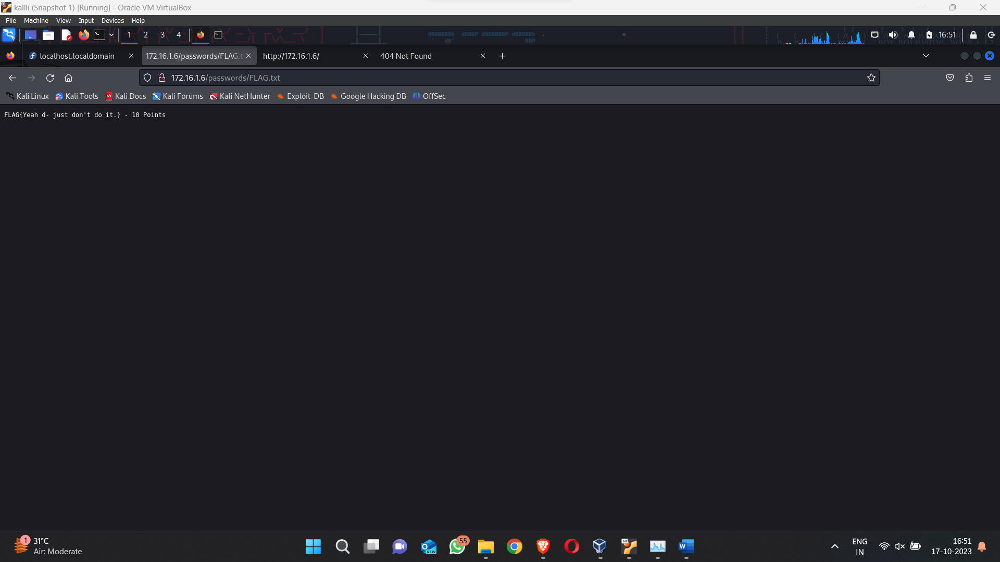 kallli (Snapshot 1) [Running] - Oracle VM VirtualBox
File Machine View Input Devices Help
1 2 3 4 16:51
localhost.localdomain 172.16.1.6/passwords/FLAG.t http://172.16.1.6/ 404 Not Found
172.16.1.6/passwords/FLAG.txt
Kali Linux Kali Tools Kali Docs Kali Forums Kali NetHunter Exploit-DB Google Hacking DB OffSec
FLAG{Yeah d- just don't do it.} - 10 Points
1 31°C
Air: Moderate
NEW
55
64
ENG
IN
16:51
17-10-2023